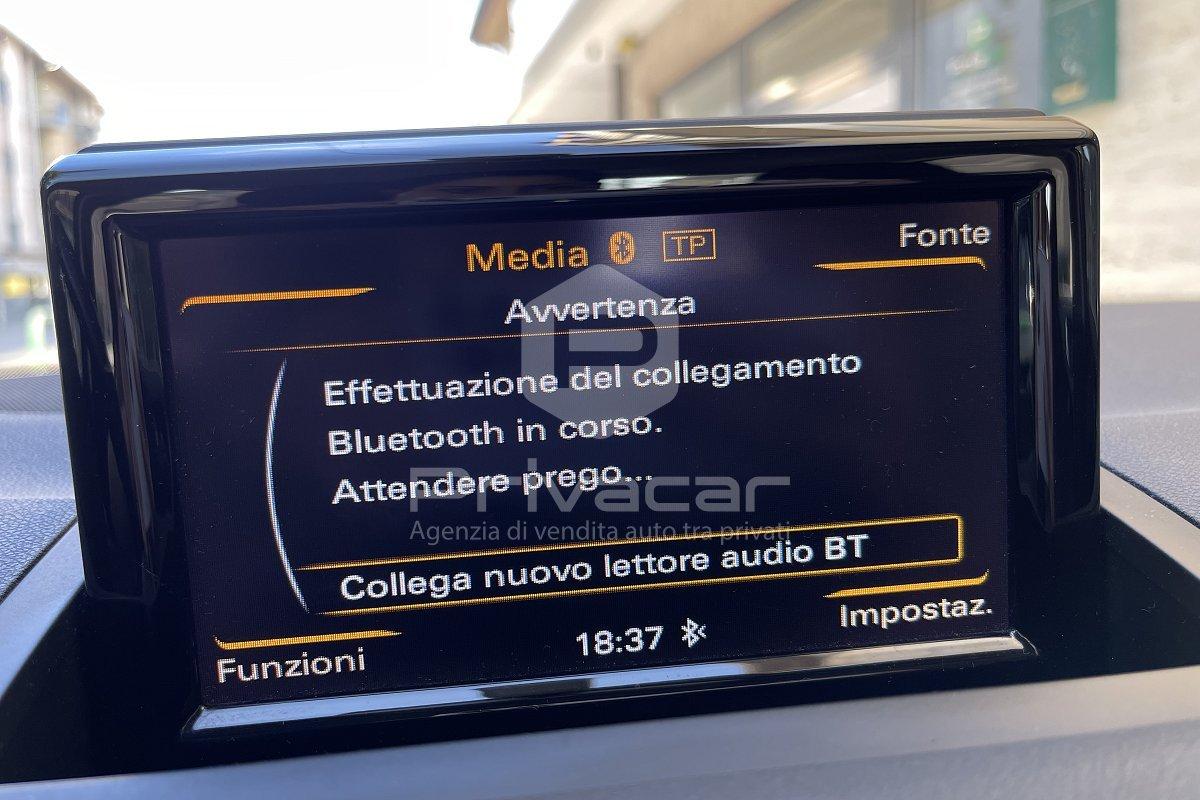 Media TP
Fonte
Avvertenza
Effettuazione del collegamento
Bluetooth in corso.
Attendere prego...
Privacar
Agenzia di vendita auto tra privati
Collega nuovo lettore audio BT
Impostaz.
18:37
Funzioni